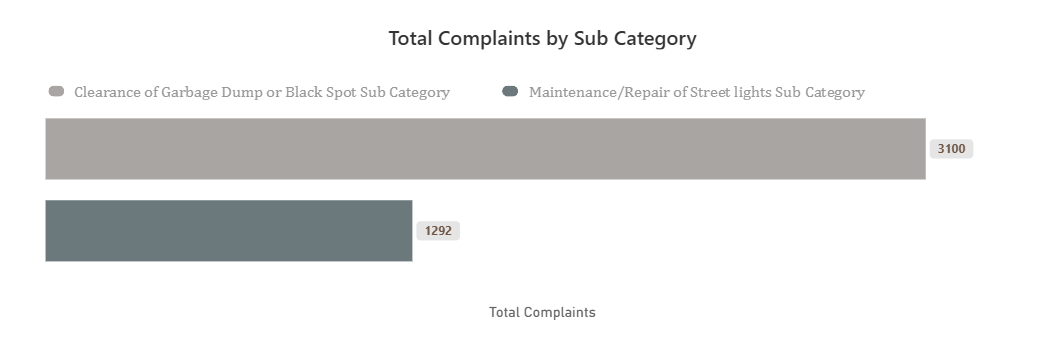 Total Complaints by Sub Category
Clearance of Garbage Dump or Black Spot Sub Category Maintenance/Repair of Street lights Sub Category
3100
1292
Total Complaints